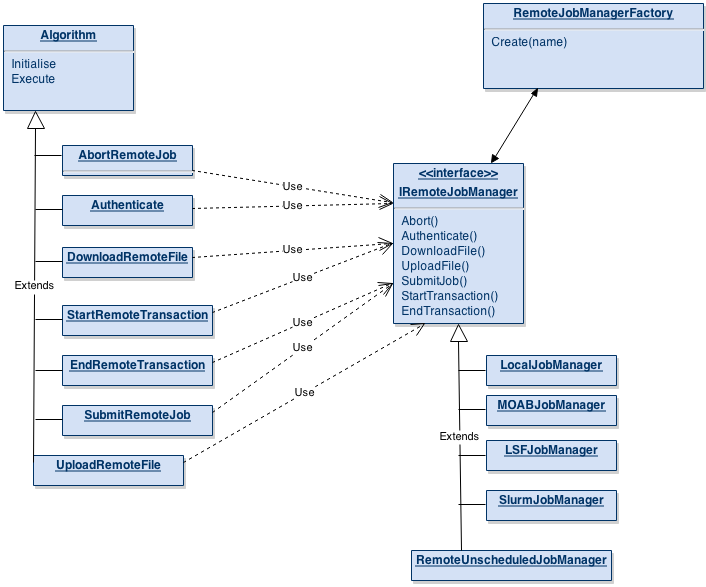 RemoteJobManagerFactory
Create(name)
Algorithm
Initialise
Execute
AbortRemoteJob
Authenticate
DownloadRemoteFile
Extends
StartRemoteTransaction
EndRemoteTransaction
SubmitRemoteJob
UploadRemoteFile
Use
Use
Use
Use
Use
Use
Use
<<interface>>
IRemoteJobManager
Abort()
Authenticate()
DownloadFile()
UploadFile()
SubmitJob()
StartTransaction()
EndTransaction()
LocalJobManager
MOABJobManager
Extends
LSFJobManager
SlurmJobManager
RemoteUnscheduledJobManager